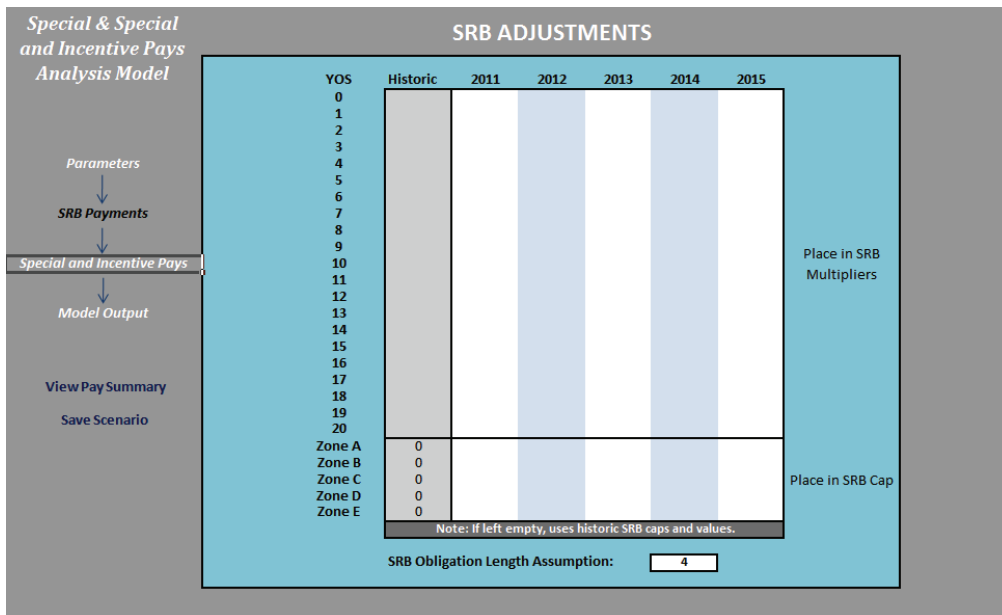 Special & Special
and Incentive Pays
Analysis Model
SRB ADJUSTMENTS
Parameters
SRB Payments
Special and Incentive Pays
Model Output
View Pay Summary
Save Scenario
YOS Historic 2011 2012 2013 2014 2015
0
1
2
3
4
5
6
7
8
9
10
11
12
13
14
15
16
17
18
19
20
Place in SRB
Multipliers
Zone A 0
Zone B 0
Zone C 0
Zone D 0
Zone E 0
Place in SRB Cap
Note: If left empty, uses historic SRB caps and values.
SRB Obligation Length Assumption: 4